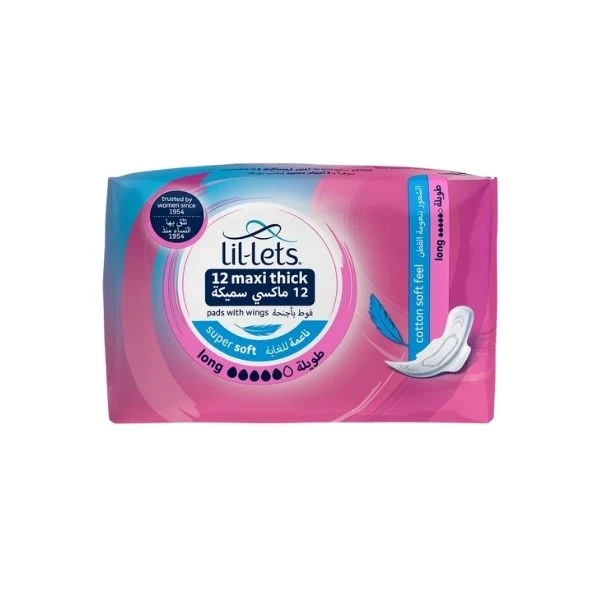 trusted by
women since
1954
تثق بها
النساء منذ
1954
lil-lets®
12 maxi thick
12 ماكسي سميكة
pads with wings فوط بأجنحة
super soft ناعمة للغاية
long طويلة
cotton soft feel الشعور بنعومة القطن
long طويلة